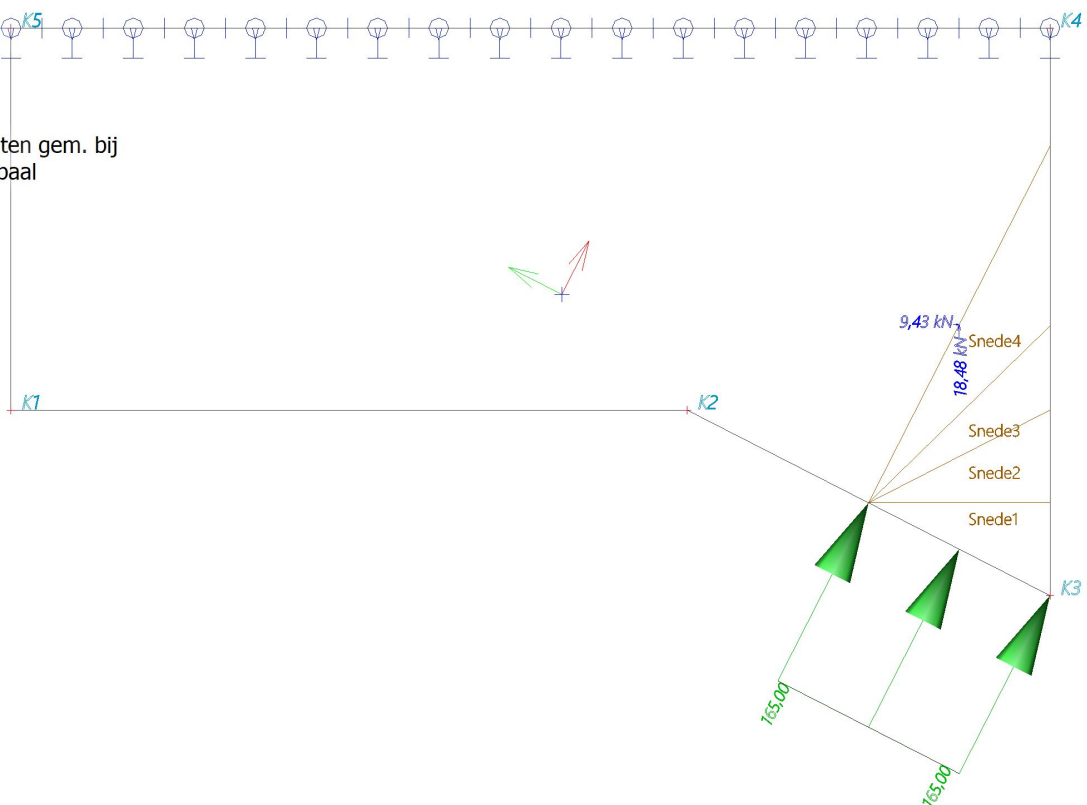 K5
K4
ten gem. bij
paal
9,43 kN
18,48 kN
Snede4
K1
K2
Snede3
Snede2
Snede1
K3
165,00
165,00